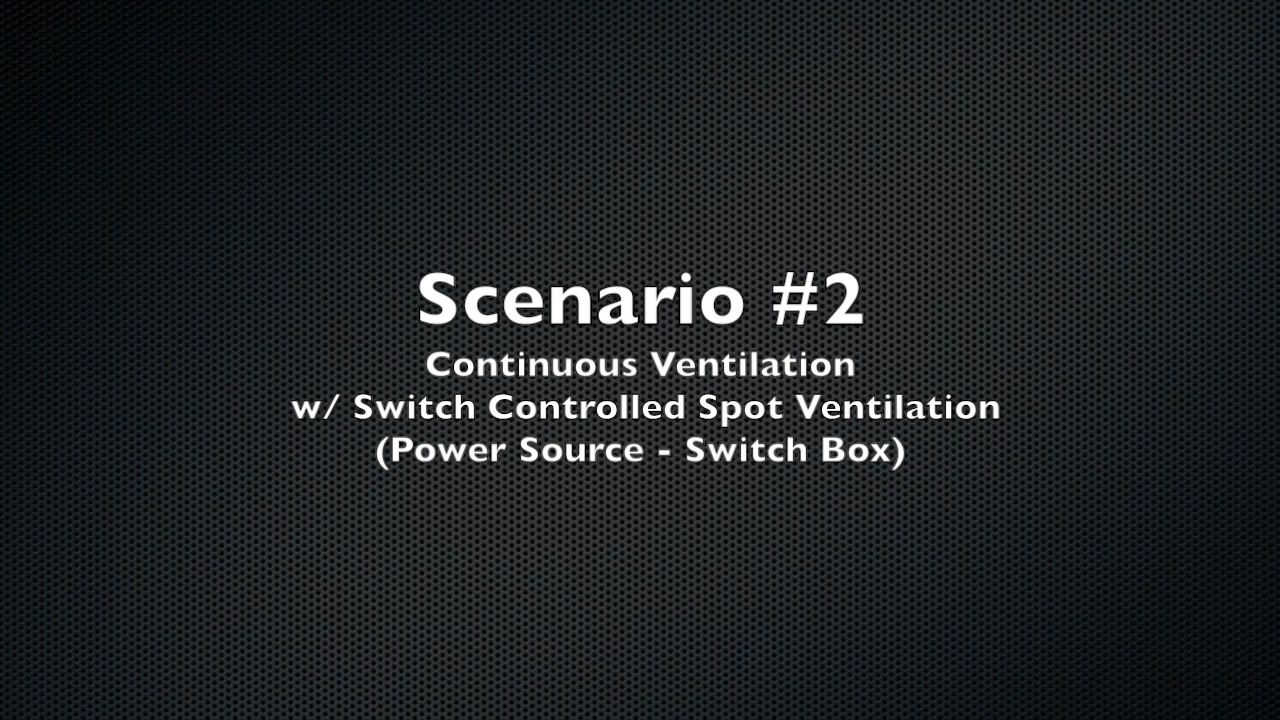 Scenario #2
Continuous Ventilation
w/ Switch Controlled Spot Ventilation
(Power Source - Switch Box)